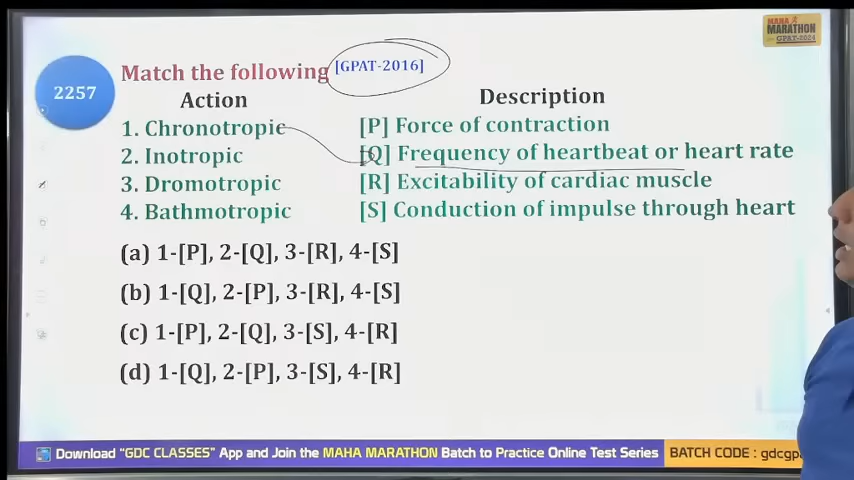 MAHA
MARATHON
GPAT-2024
2257
Match the following [GPAT-2016]
Action Description
1. Chronotropic [P] Force of contraction
2. Inotropic [Q] Frequency of heartbeat or heart rate
3. Dromotropic [R] Excitability of cardiac muscle
4. Bathmotropic [S] Conduction of impulse through heart
(a) 1-[P], 2-[Q], 3-[R], 4-[S]
(b) 1-[Q], 2-[P], 3-[R], 4-[S]
(c) 1-[P], 2-[Q], 3-[S], 4-[R]
(d) 1-[Q], 2-[P], 3-[S], 4-[R]
Download "GDC CLASSES" App and Join the MAHA MARATHON Batch to Practice Online Test Series BATCH CODE : gdcgp